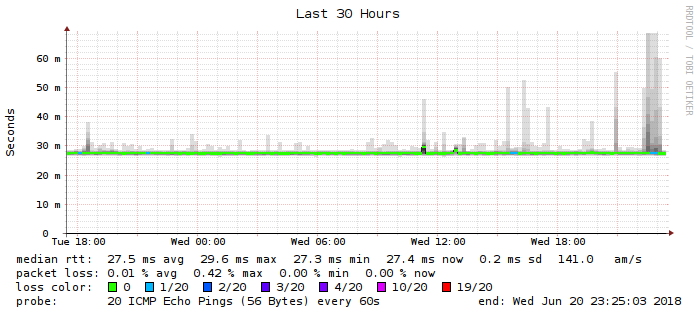 Last 30 Hours
RRDTOOL / TOBI OETIKER
Seconds
60 m
50 m
40 m
30 m
20 m
10 m
0
Tue 18:00 Wed 00:00 Wed 06:00 Wed 12:00 Wed 18:00
median rtt: 27.5 ms avg 29.6 ms max 27.3 ms min 27.4 ms now 0.2 ms sd 141.0 am/s
packet loss: 0.01 % avg 0.42 % max 0.00 % min 0.00 % now
loss color: 0 1/20 2/20 3/20 4/20 10/20 19/20
probe: 20 ICMP Echo Pings (56 Bytes) every 60s end: Wed Jun 20 23:25:03 2018